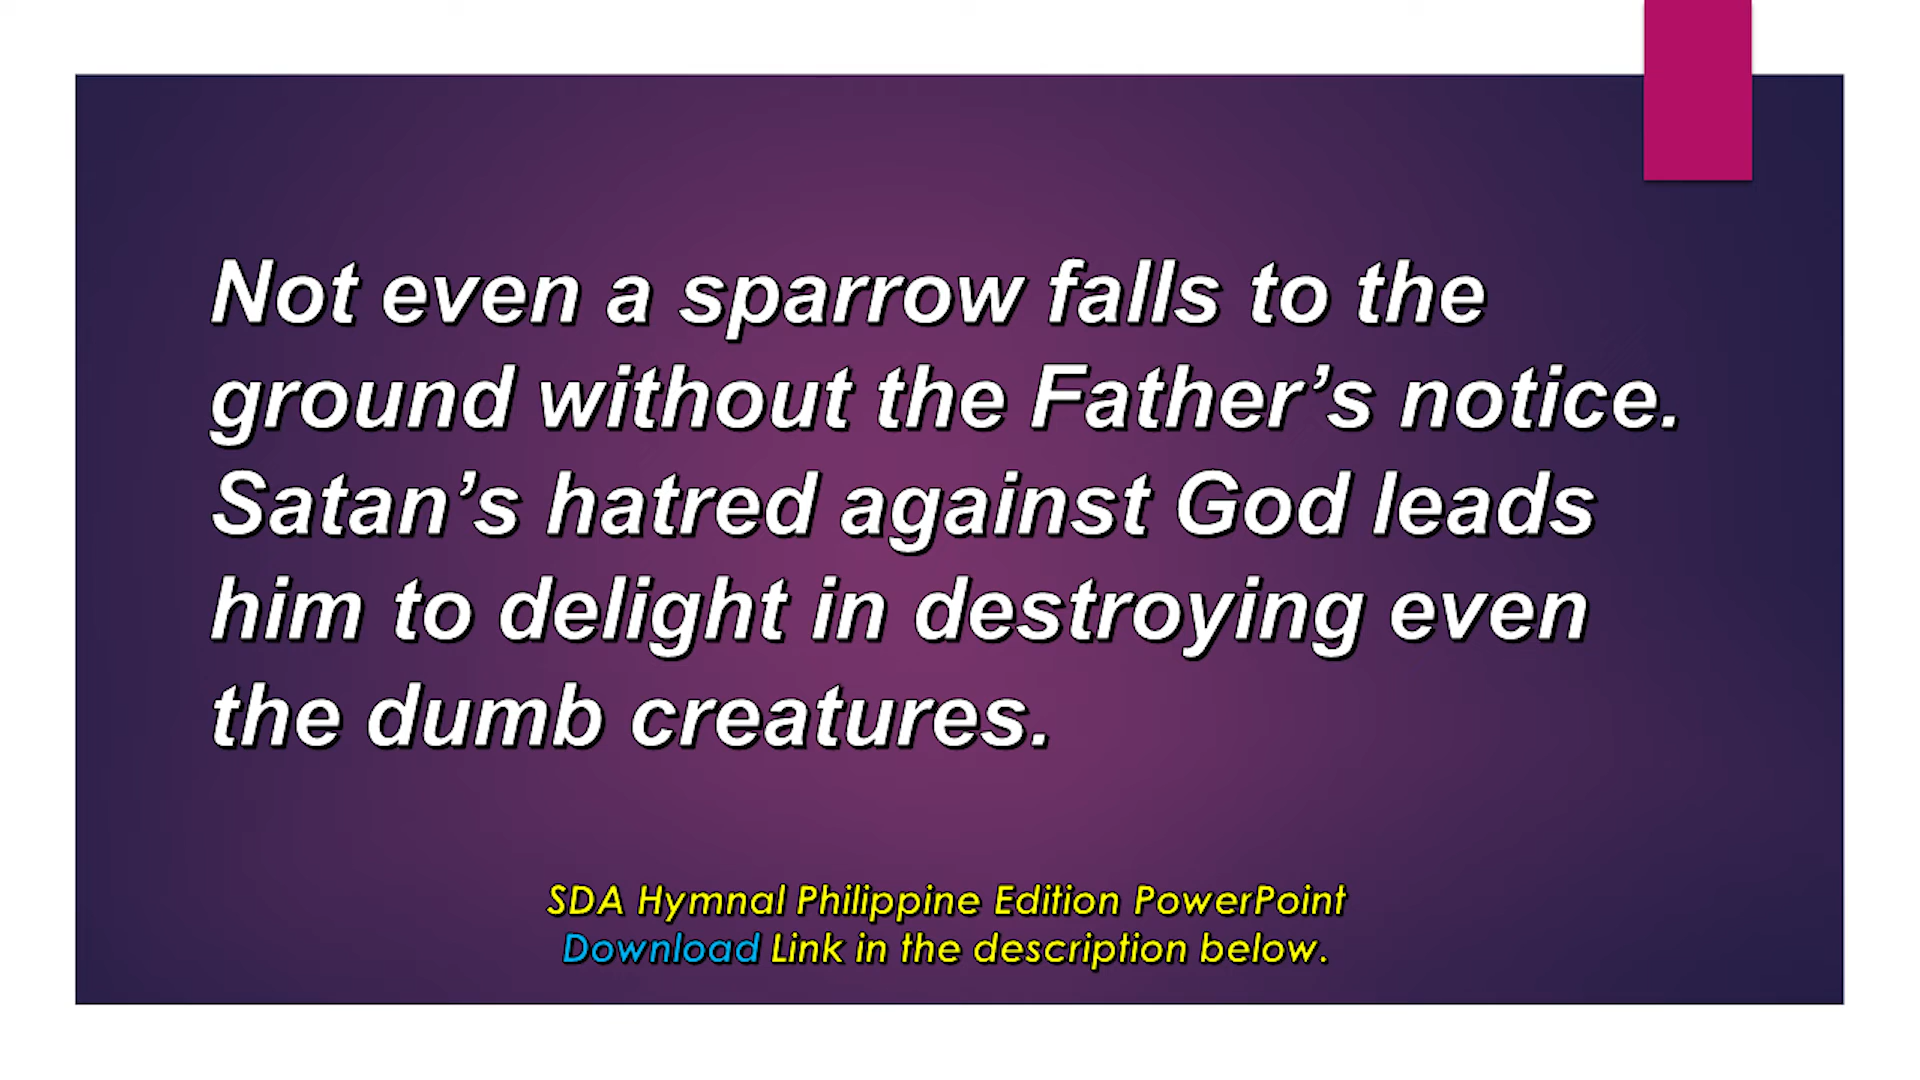 Not even a sparrow falls to the
ground without the Father’s notice.
Satan’s hatred against God leads
him to delight in destroying even
the dumb creatures.
SDA Hymnal Philippine Edition PowerPoint
Download Link in the description below.